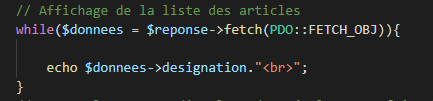 // Affichage de la liste des articles
while($donnees = $reponse->fetch(PDO::FETCH_OBJ)){
echo $donnees->designation."<br>";
}